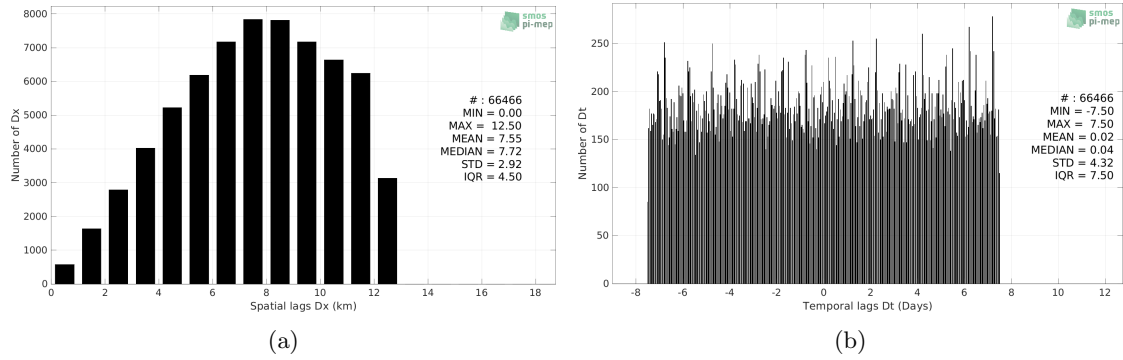 smos
pi-mep
8000
7000
6000
5000
4000
3000
2000
1000
0
Number of Dx
# : 66466
MIN = 0.00
MAX = 12.50
MEAN = 7.55
MEDIAN = 7.72
STD = 2.92
IQR = 4.50
0 2 4 6 8 10 12 14 16 18
Spatial lags Dx (km)
(a)
smos
pi-mep
250
200
150
100
50
0
Number of Dt
# : 66466
MIN = -7.50
MAX = 7.50
MEAN = 0.02
MEDIAN = 0.04
STD = 4.32
IQR = 7.50
-8 -6 -4 -2 0 2 4 6 8 10 12
Temporal lags Dt (Days)
(b)